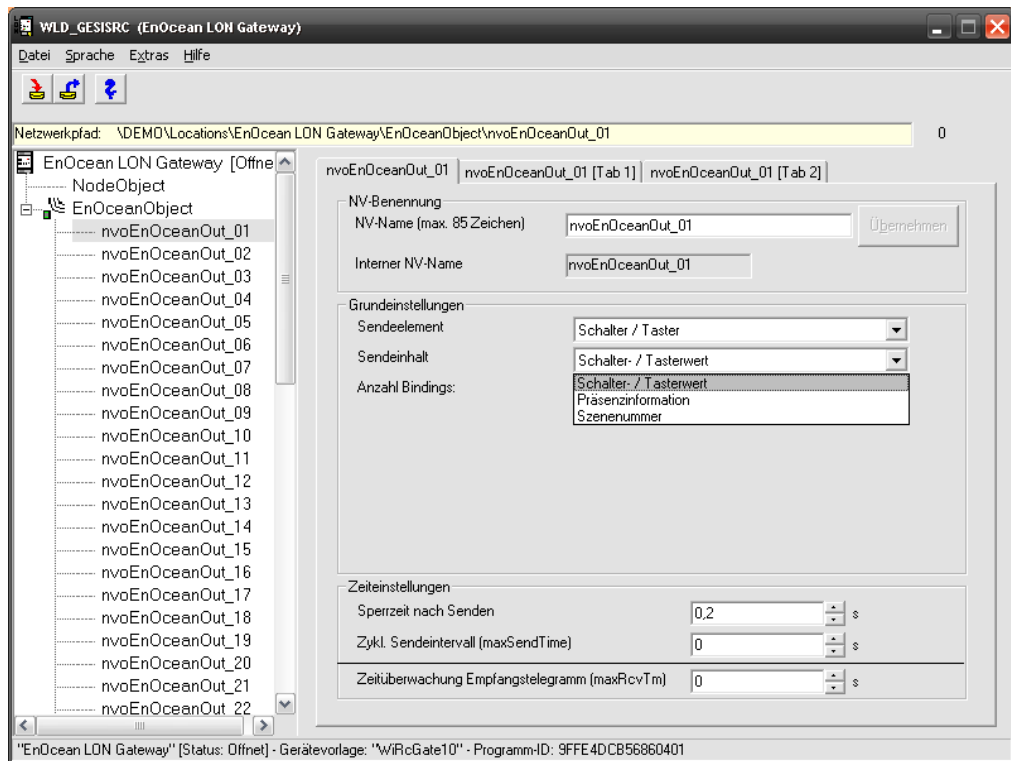 WLD_GESISRC (EnOcean LON Gateway)
Datei Sprache Extras Hilfe
Netzwerkpfad: \DEMO\Locations\EnOcean LON Gateway\EnOceanObject\nvoEnOceanOut_01 0
EnOcean LON Gateway [Offne
NodeObject
EnOceanObject
nvoEnOceanOut_01
nvoEnOceanOut_02
nvoEnOceanOut_03
nvoEnOceanOut_04
nvoEnOceanOut_05
nvoEnOceanOut_06
nvoEnOceanOut_07
nvoEnOceanOut_08
nvoEnOceanOut_09
nvoEnOceanOut_10
nvoEnOceanOut_11
nvoEnOceanOut_12
nvoEnOceanOut_13
nvoEnOceanOut_14
nvoEnOceanOut_15
nvoEnOceanOut_16
nvoEnOceanOut_17
nvoEnOceanOut_18
nvoEnOceanOut_19
nvoEnOceanOut_20
nvoEnOceanOut_21
nvoEnOceanOut_22
nvoEnOceanOut_01 nvoEnOceanOut_01 [Tab 1] nvoEnOceanOut_01 [Tab 2]
NV-Benennung
NV-Name (max. 85 Zeichen) nvoEnOceanOut_01 Übernehmen
Interner NV-Name nvoEnOceanOut_01
Grundeinstellungen
Sendeelement Schalter / Taster
Sendeinhalt Schalter- / Tasterwert
Anzahl Bindings:
Schalter- / Tasterwert
Präsenzinformation
Szenenummer
Zeiteinstellungen
Sperrzeit nach Senden 0,2 s
Zykl. Sendeintervall (maxSendTime) 0 s
Zeitüberwachung Empfangstelegramm (maxRcvTm) 0 s
"EnOcean LON Gateway" [Status: Offnet] - Gerätevorlage: "WiRcGate10" - Programm-ID: 9FFE4DCB56860401